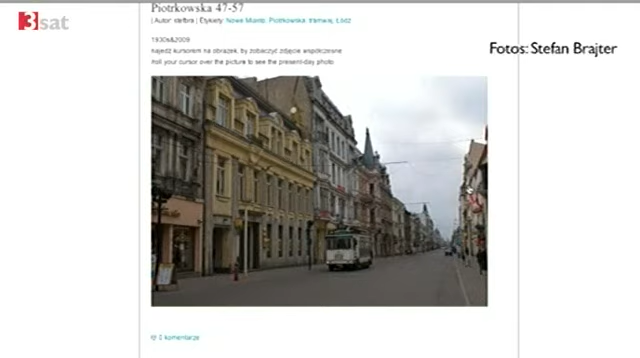 3sat
Piotrkowska 47-57
| Autor: stefbra | Etykiety: Nowe Miasto, Piotrkowska, tramwaj, Łódź
1930s&2009
najedź kursorem na obrazek, by zobaczyć zdjęcie współczesne
/roll your cursor over the picture to see the present-day photo
Fotos: Stefan Brajter
0 komentarze